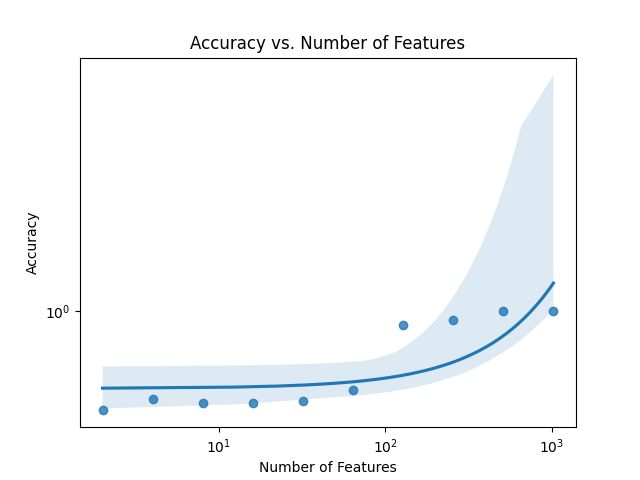 Accuracy vs. Number of Features
Accuracy
10⁰
10¹
10²
10³
Number of Features